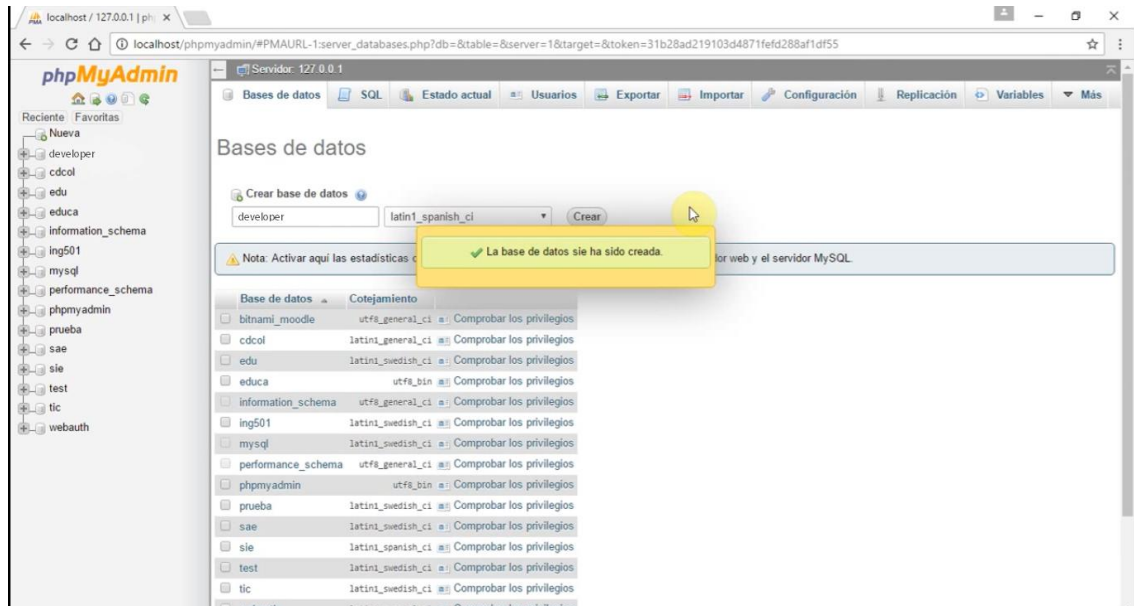 localhost / 127.0.0.1 | ph
localhost/phpmyadmin/#PMAURL-1:server_databases.php?db=&table=&server=1&target=&token=31b28ad219103d4871fefd288af1df55
phpMyAdmin
Reciente Favoritas
Nueva
developer
cdcol
edu
educa
information_schema
ing501
mysql
performance_schema
phpmyadmin
prueba
sae
sie
test
tic
webauth
Servidor: 127.0.0.1
Bases de datos SQL Estado actual Usuarios Exportar Importar Configuración Replicación Variables Más
Bases de datos
Crear base de datos
developer latin1_spanish_ci Crear
La base de datos sie ha sido creada.
Nota: Activar aquí las estadísticas web y el servidor MySQL.
Base de datos Cotejamiento
bitnami_moodle utf8_general_ci Comprobar los privilegios
cdcol latin1_general_ci Comprobar los privilegios
edu latin1_swedish_ci Comprobar los privilegios
educa utf8_bin Comprobar los privilegios
information_schema utf8_general_ci Comprobar los privilegios
ing501 latin1_swedish_ci Comprobar los privilegios
mysql latin1_swedish_ci Comprobar los privilegios
performance_schema utf8_general_ci Comprobar los privilegios
phpmyadmin utf8_bin Comprobar los privilegios
prueba latin1_swedish_ci Comprobar los privilegios
sae latin1_swedish_ci Comprobar los privilegios
sie latin1_spanish_ci Comprobar los privilegios
test latin1_swedish_ci Comprobar los privilegios
tic latin1_swedish_ci Comprobar los privilegios